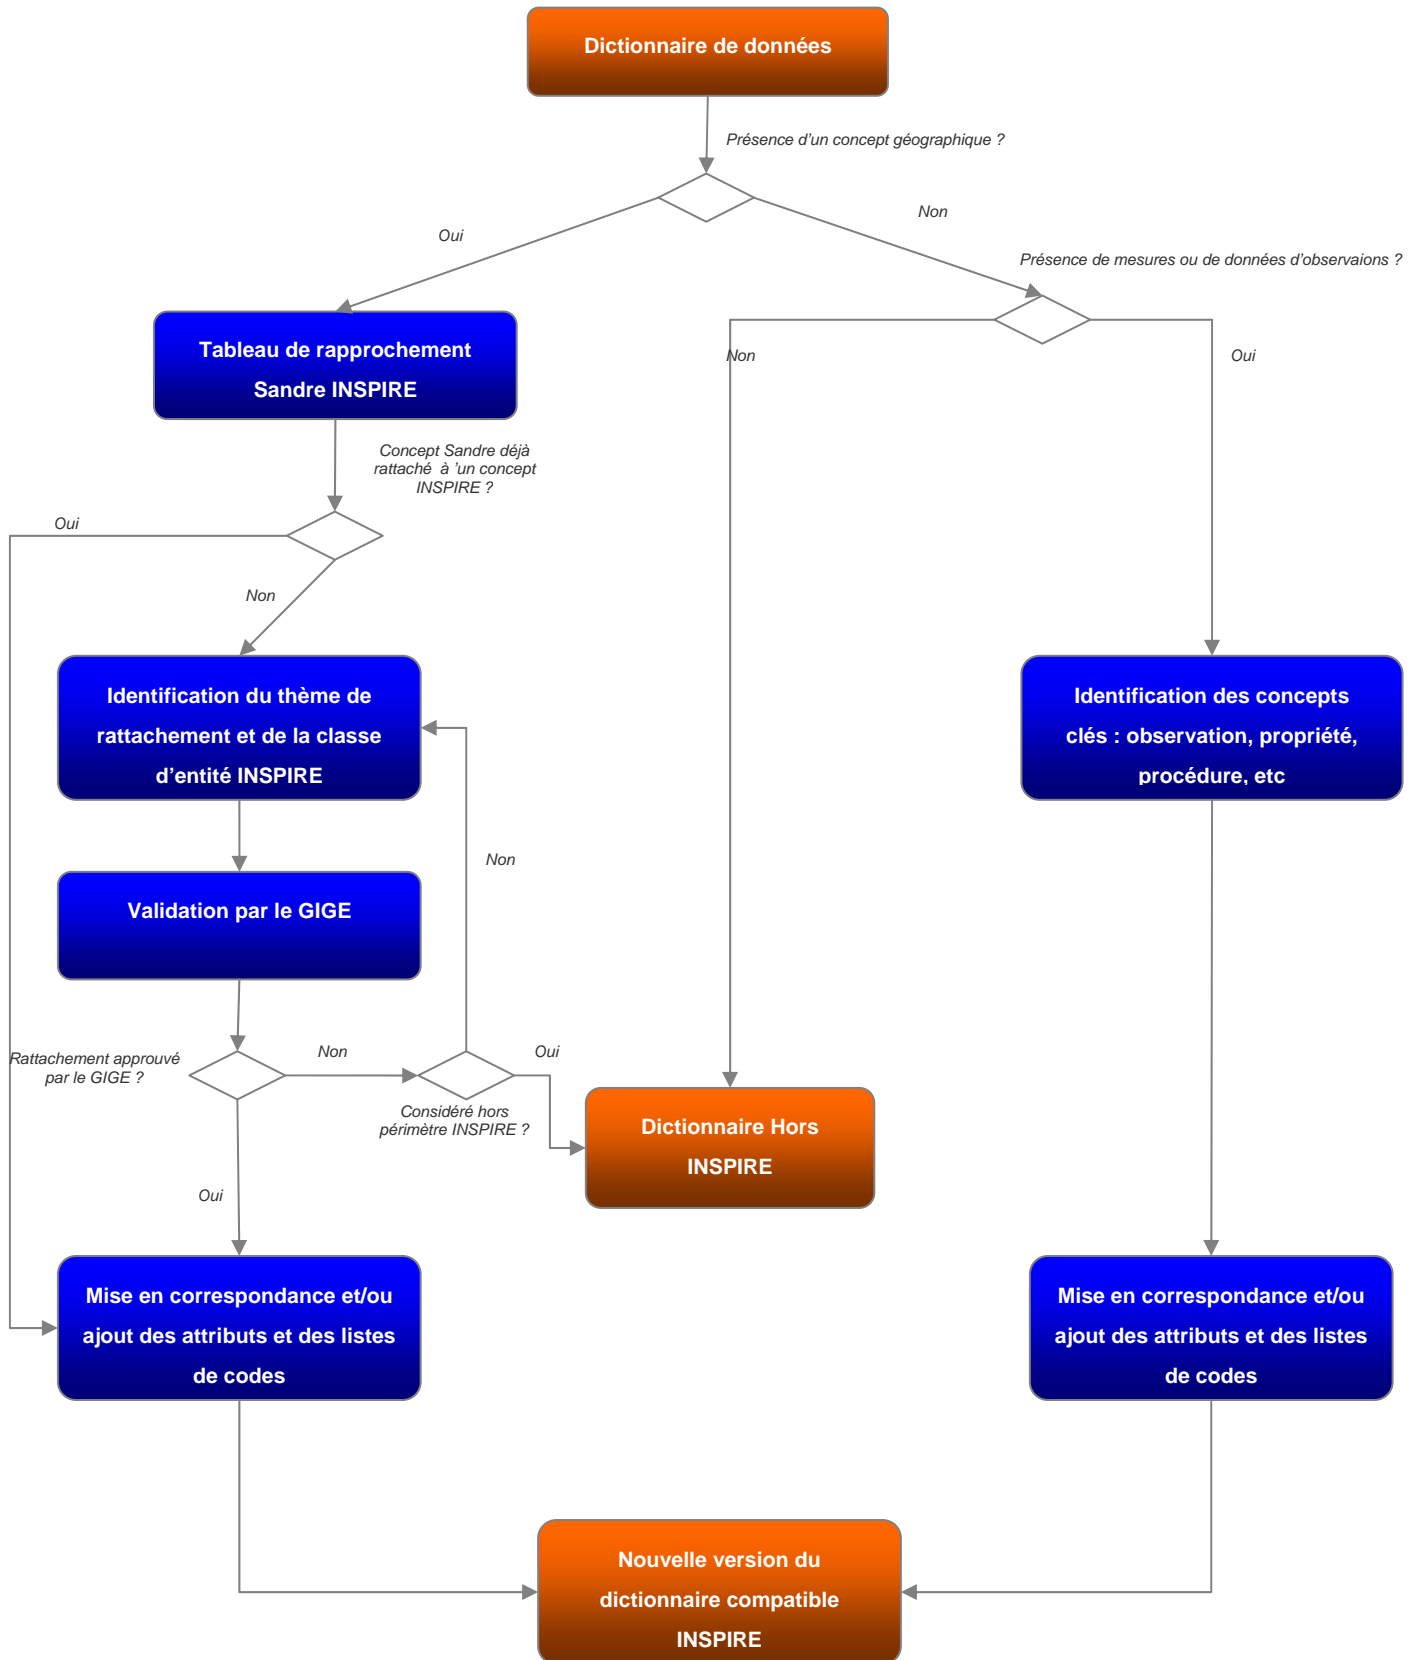 Dictionnaire de données
Présence d'un concept géographique ?
Oui
Non
Présence de mesures ou de données d'observaions ?
Tableau de rapprochement
Sandre INSPIRE
Non
Oui
Concept Sandre déjà
rattaché à 'un concept
INSPIRE ?
Oui
Non
Identification du thème de
rattachement et de la classe
d'entité INSPIRE
Identification des concepts
clés : observation, propriété,
procédure, etc
Non
Validation par le GIGE
Rattachement approuvé
par le GIGE ?
Non
Oui
Considéré hors
périmètre INSPIRE ?
Dictionnaire Hors
INSPIRE
Oui
Mise en correspondance et/ou
ajout des attributs et des listes
de codes
Mise en correspondance et/ou
ajout des attributs et des listes
de codes
Nouvelle version du
dictionnaire compatible
INSPIRE